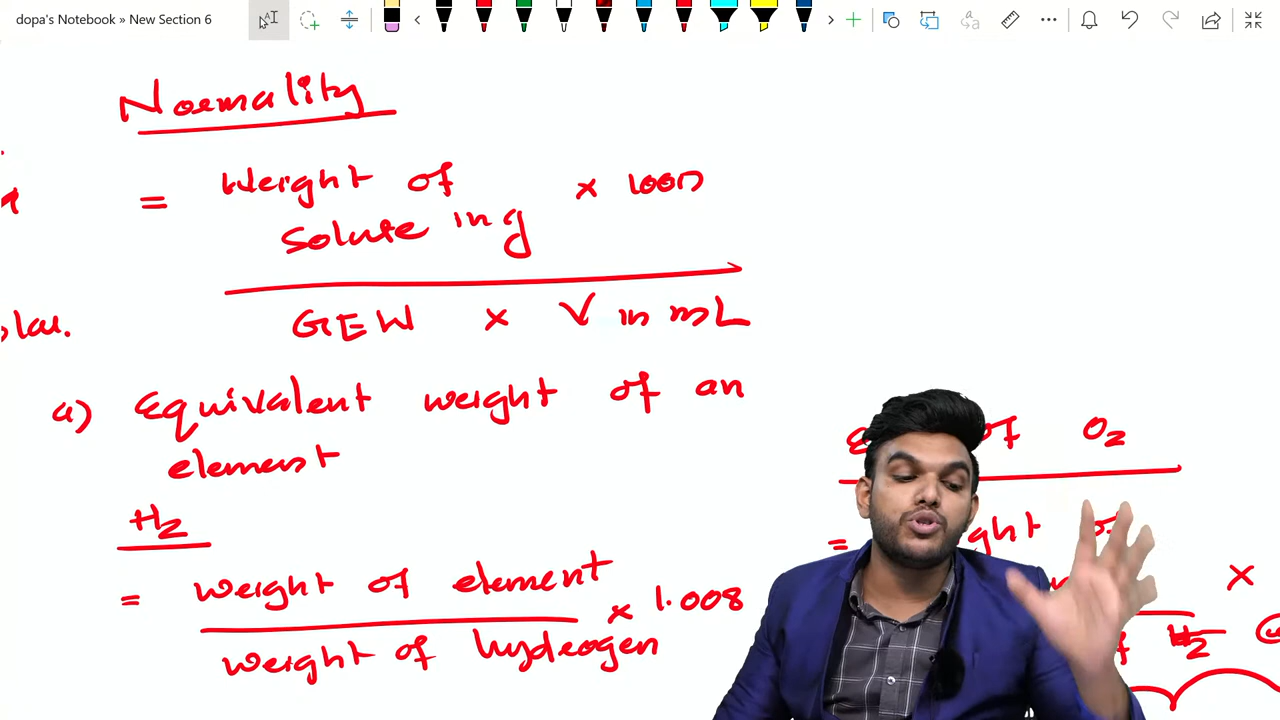 dopa's Notebook » New Section 6
Normality
= Weight of × 1000
Solute in g
GEW × V in mL
a) Equivalent weight of an
element
H2
= Weight of element × 1.008
Weight of hydrogen
of O2
=
of
×
H2